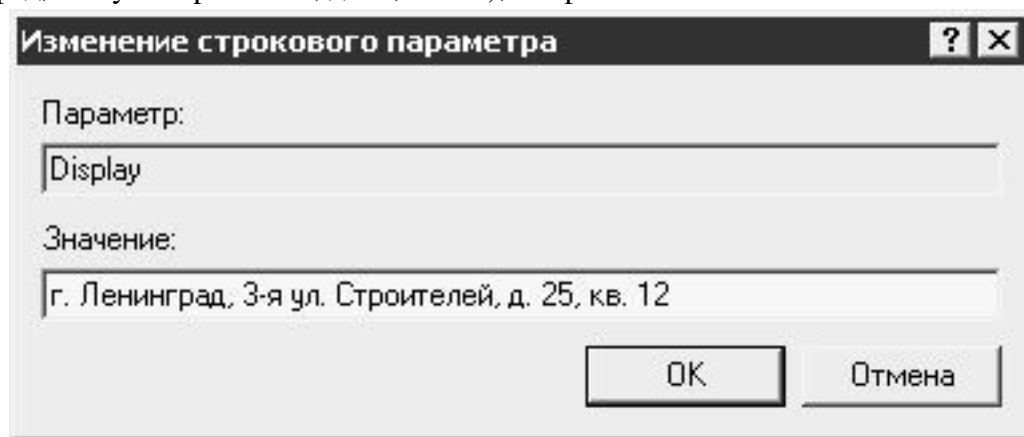 Изменение строкового параметра ? ×
Параметр:
Display
Значение:
г. Ленинград, 3-я ул. Строителей, д. 25, кв. 12
OK Отмена